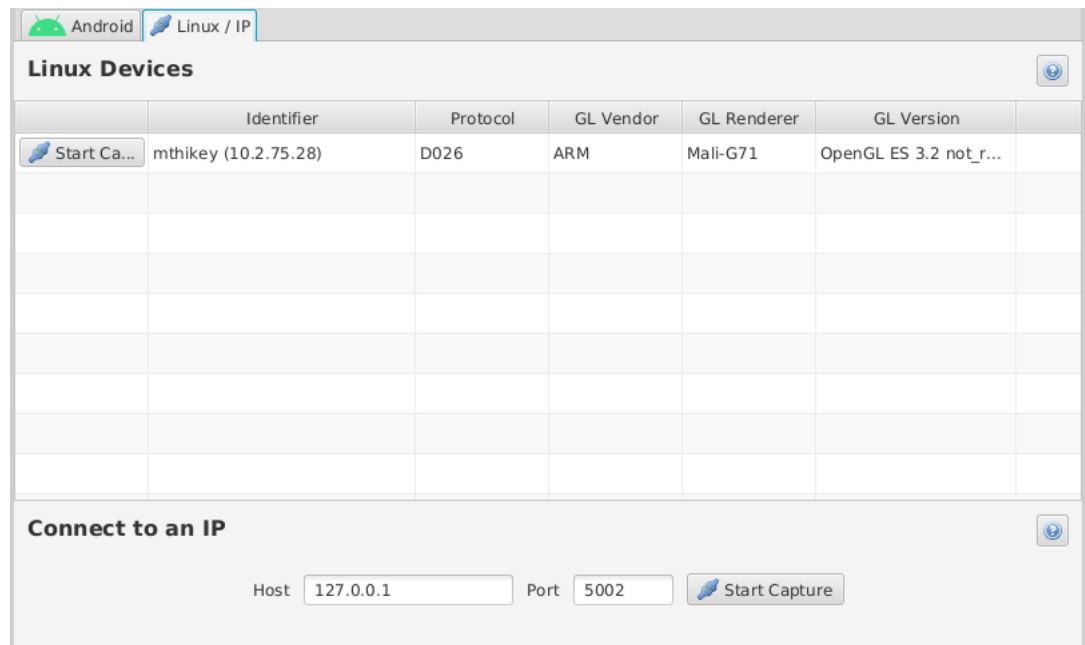 Android Linux / IP
Linux Devices
Identifier Protocol GL Vendor GL Renderer GL Version
Start Ca... mthikey (10.2.75.28) D026 ARM Mali-G71 OpenGL ES 3.2 not_r...
Connect to an IP
Host 127.0.0.1 Port 5002 Start Capture